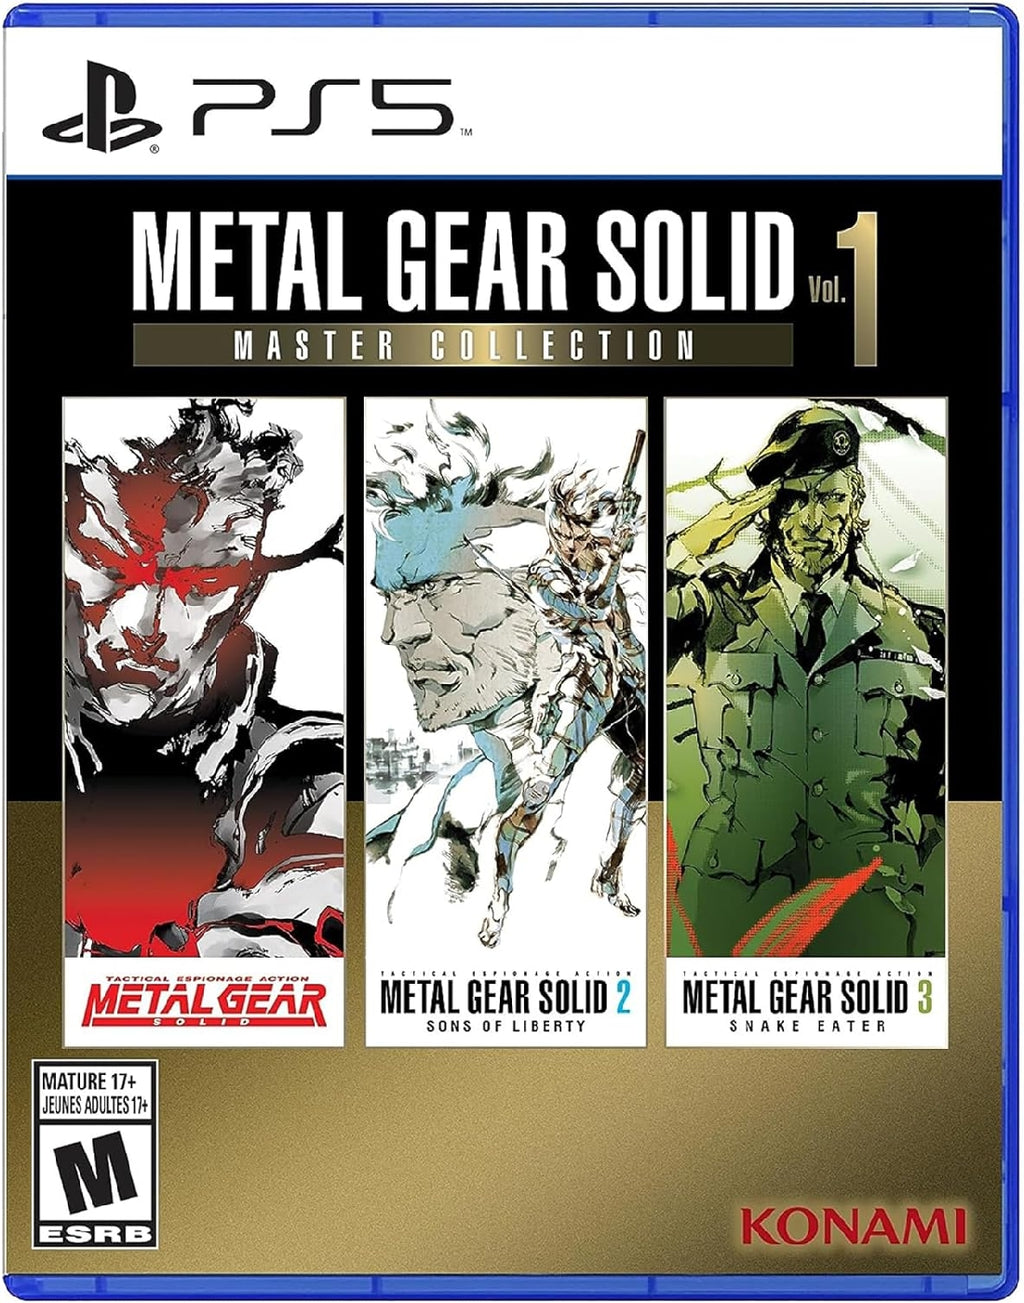 PS5™
METAL GEAR SOLID Vol. 1
MASTER COLLECTION
TACTICAL ESPIONAGE ACTION
METAL GEAR
SOLID
TACTICAL ESPIONAGE ACTION
METAL GEAR SOLID 2
SONS OF LIBERTY
TACTICAL ESPIONAGE ACTION
METAL GEAR SOLID 3
SNAKE EATER
MATURE 17+
JEUNES ADULTES 17+
M
ESRB
KONAMI